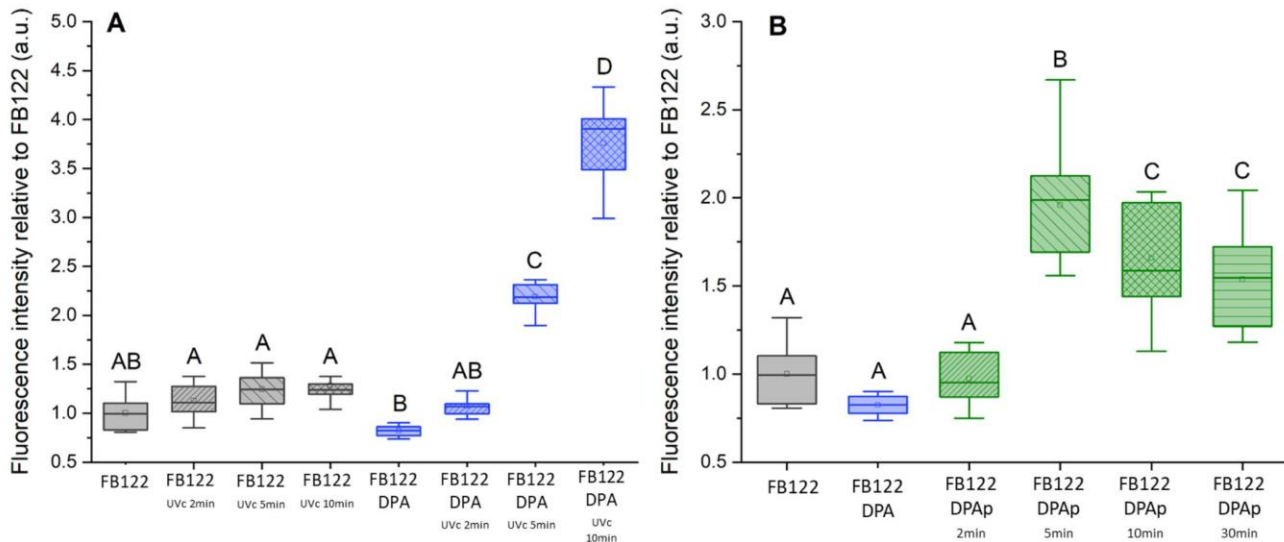 A
Fluorescence intensity relative to FB122 (a.u.)
5.0
4.5
4.0
3.5
3.0
2.5
2.0
1.5
1.0
0.5
AB
A
A
A
B
AB
C
D
FB122
FB122
UVc 2min
FB122
UVc 5min
FB122
UVc 10min
FB122
DPA
FB122
DPA
UVc 2min
FB122
DPA
UVc 5min
FB122
DPA
UVc
10min
B
Fluorescence intensity relative to FB122 (a.u.)
3.0
2.5
2.0
1.5
1.0
0.5
A
A
A
B
C
C
FB122
FB122
DPA
FB122
DPAp
2min
FB122
DPAp
5min
FB122
DPAp
10min
FB122
DPAp
30min